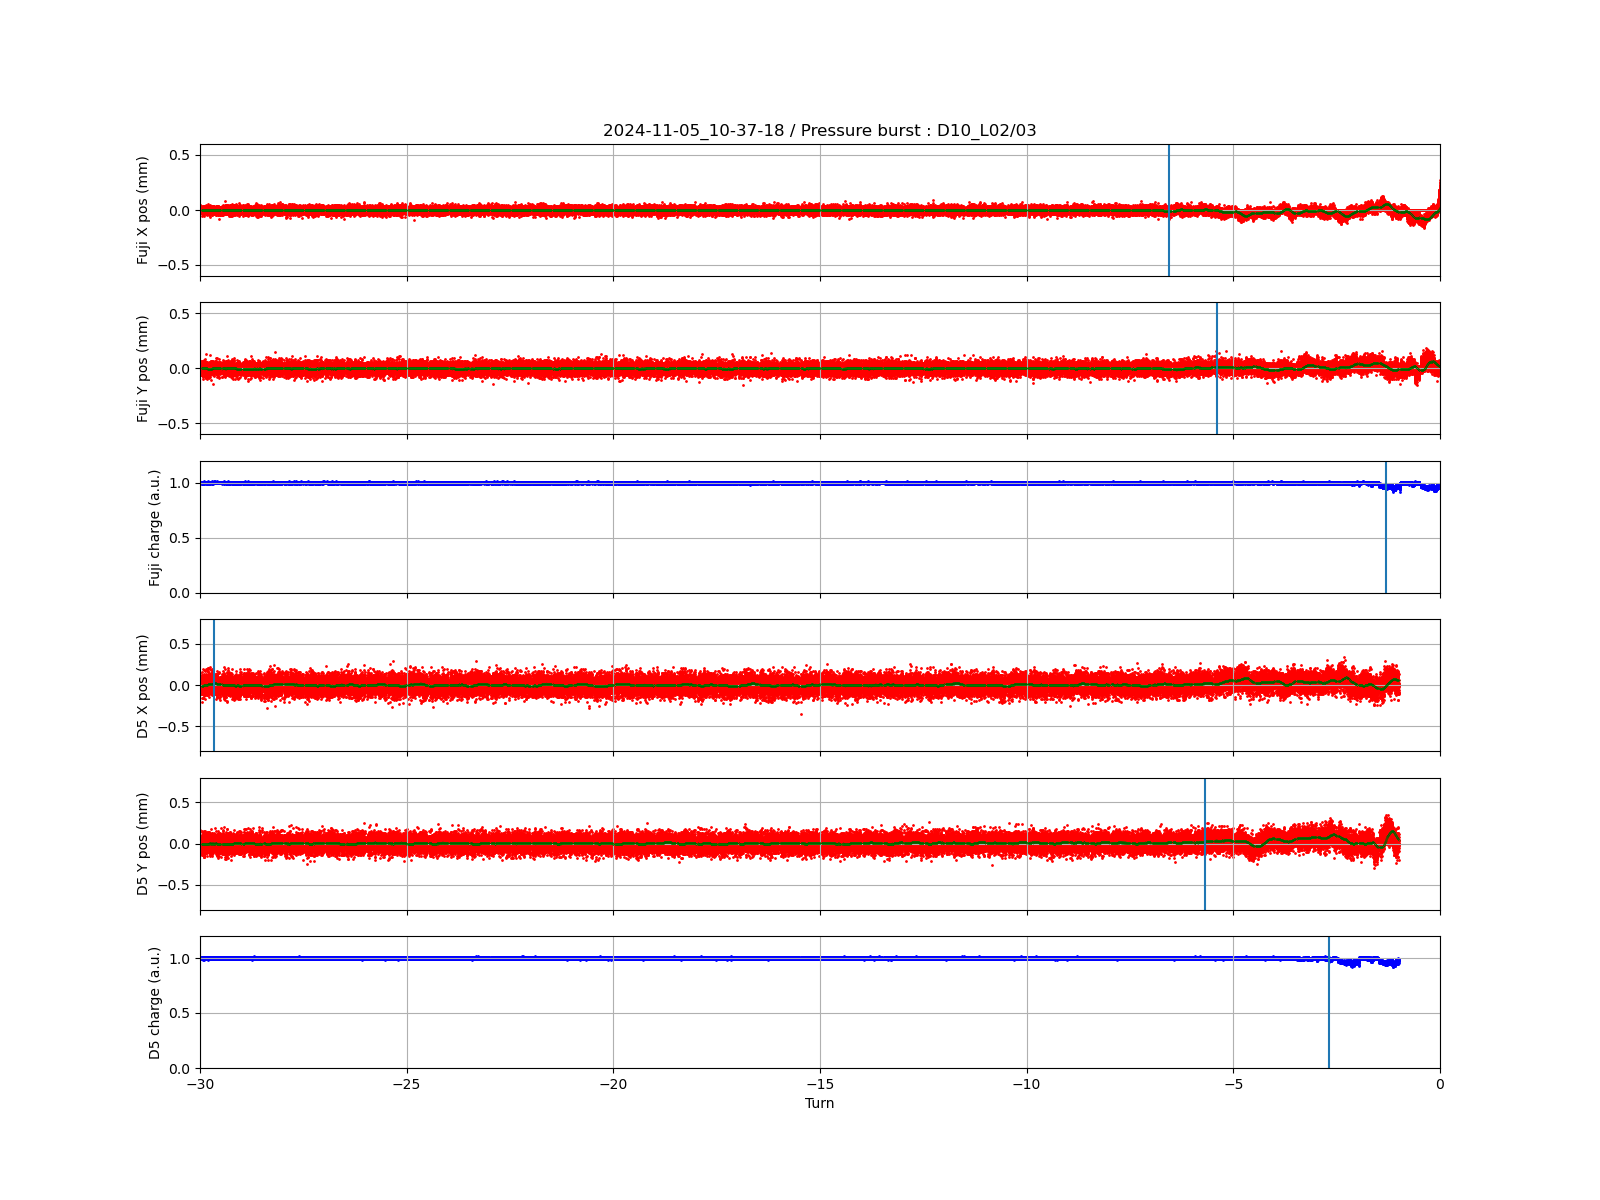 2024-11-05_10-37-18 / Pressure burst : D10_L02/03
Fuji X pos (mm)
0.5
0.0
−0.5
Fuji Y pos (mm)
0.5
0.0
−0.5
Fuji charge (a.u.)
1.0
0.5
0.0
D5 X pos (mm)
0.5
0.0
−0.5
D5 Y pos (mm)
0.5
0.0
−0.5
D5 charge (a.u.)
1.0
0.5
0.0
−30 −25 −20 −15 −10 −5 0
Turn